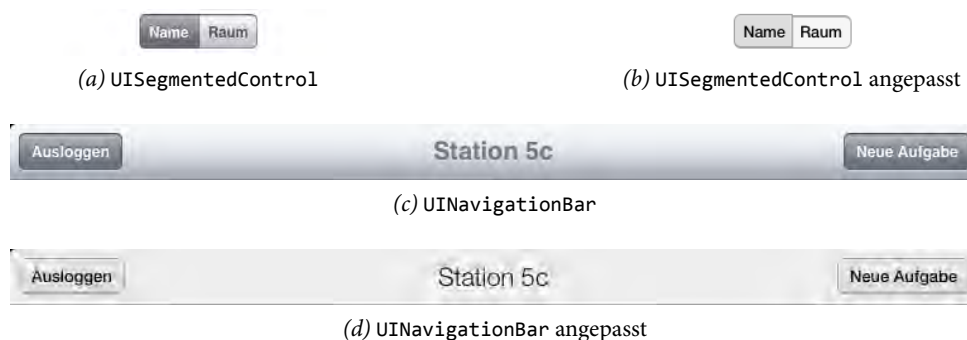 Name Raum Name Raum
(a) UISegmentedControl (b) UISegmentedControl angepasst
Ausloggen Station 5c Neue Aufgabe
(c) UINavigationBar
Ausloggen Station 5c Neue Aufgabe
(d) UINavigationBar angepasst